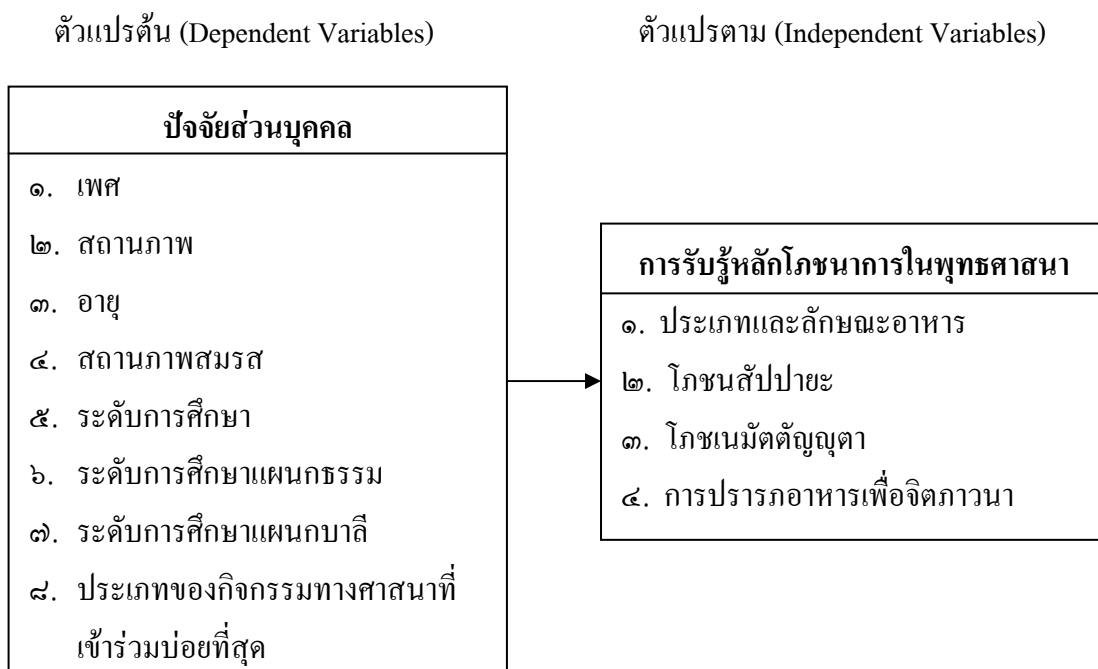 ตัวแปรต้น (Dependent Variables)
ตัวแปรตาม (Independent Variables)
ปัจจัยส่วนบุคคล
๑. เพศ
๒. สถานภาพ
๓. อายุ
๔. สถานภาพสมรส
๕. ระดับการศึกษา
๖. ระดับการศึกษาแผนกธรรม
๗. ระดับการศึกษาแผนกบาลี
๘. ประเภทของกิจกรรมทางศาสนาที่
เข้าร่วมบ่อยที่สุด
การรับรู้หลักโภชนาการในพุทธศาสนา
๑. ประเภทและลักษณะอาหาร
๒. โภชนสัปปายะ
๓. โภชเนมัตตัญญุตา
๔. การปรารภอาหารเพื่อจิตภาวนา